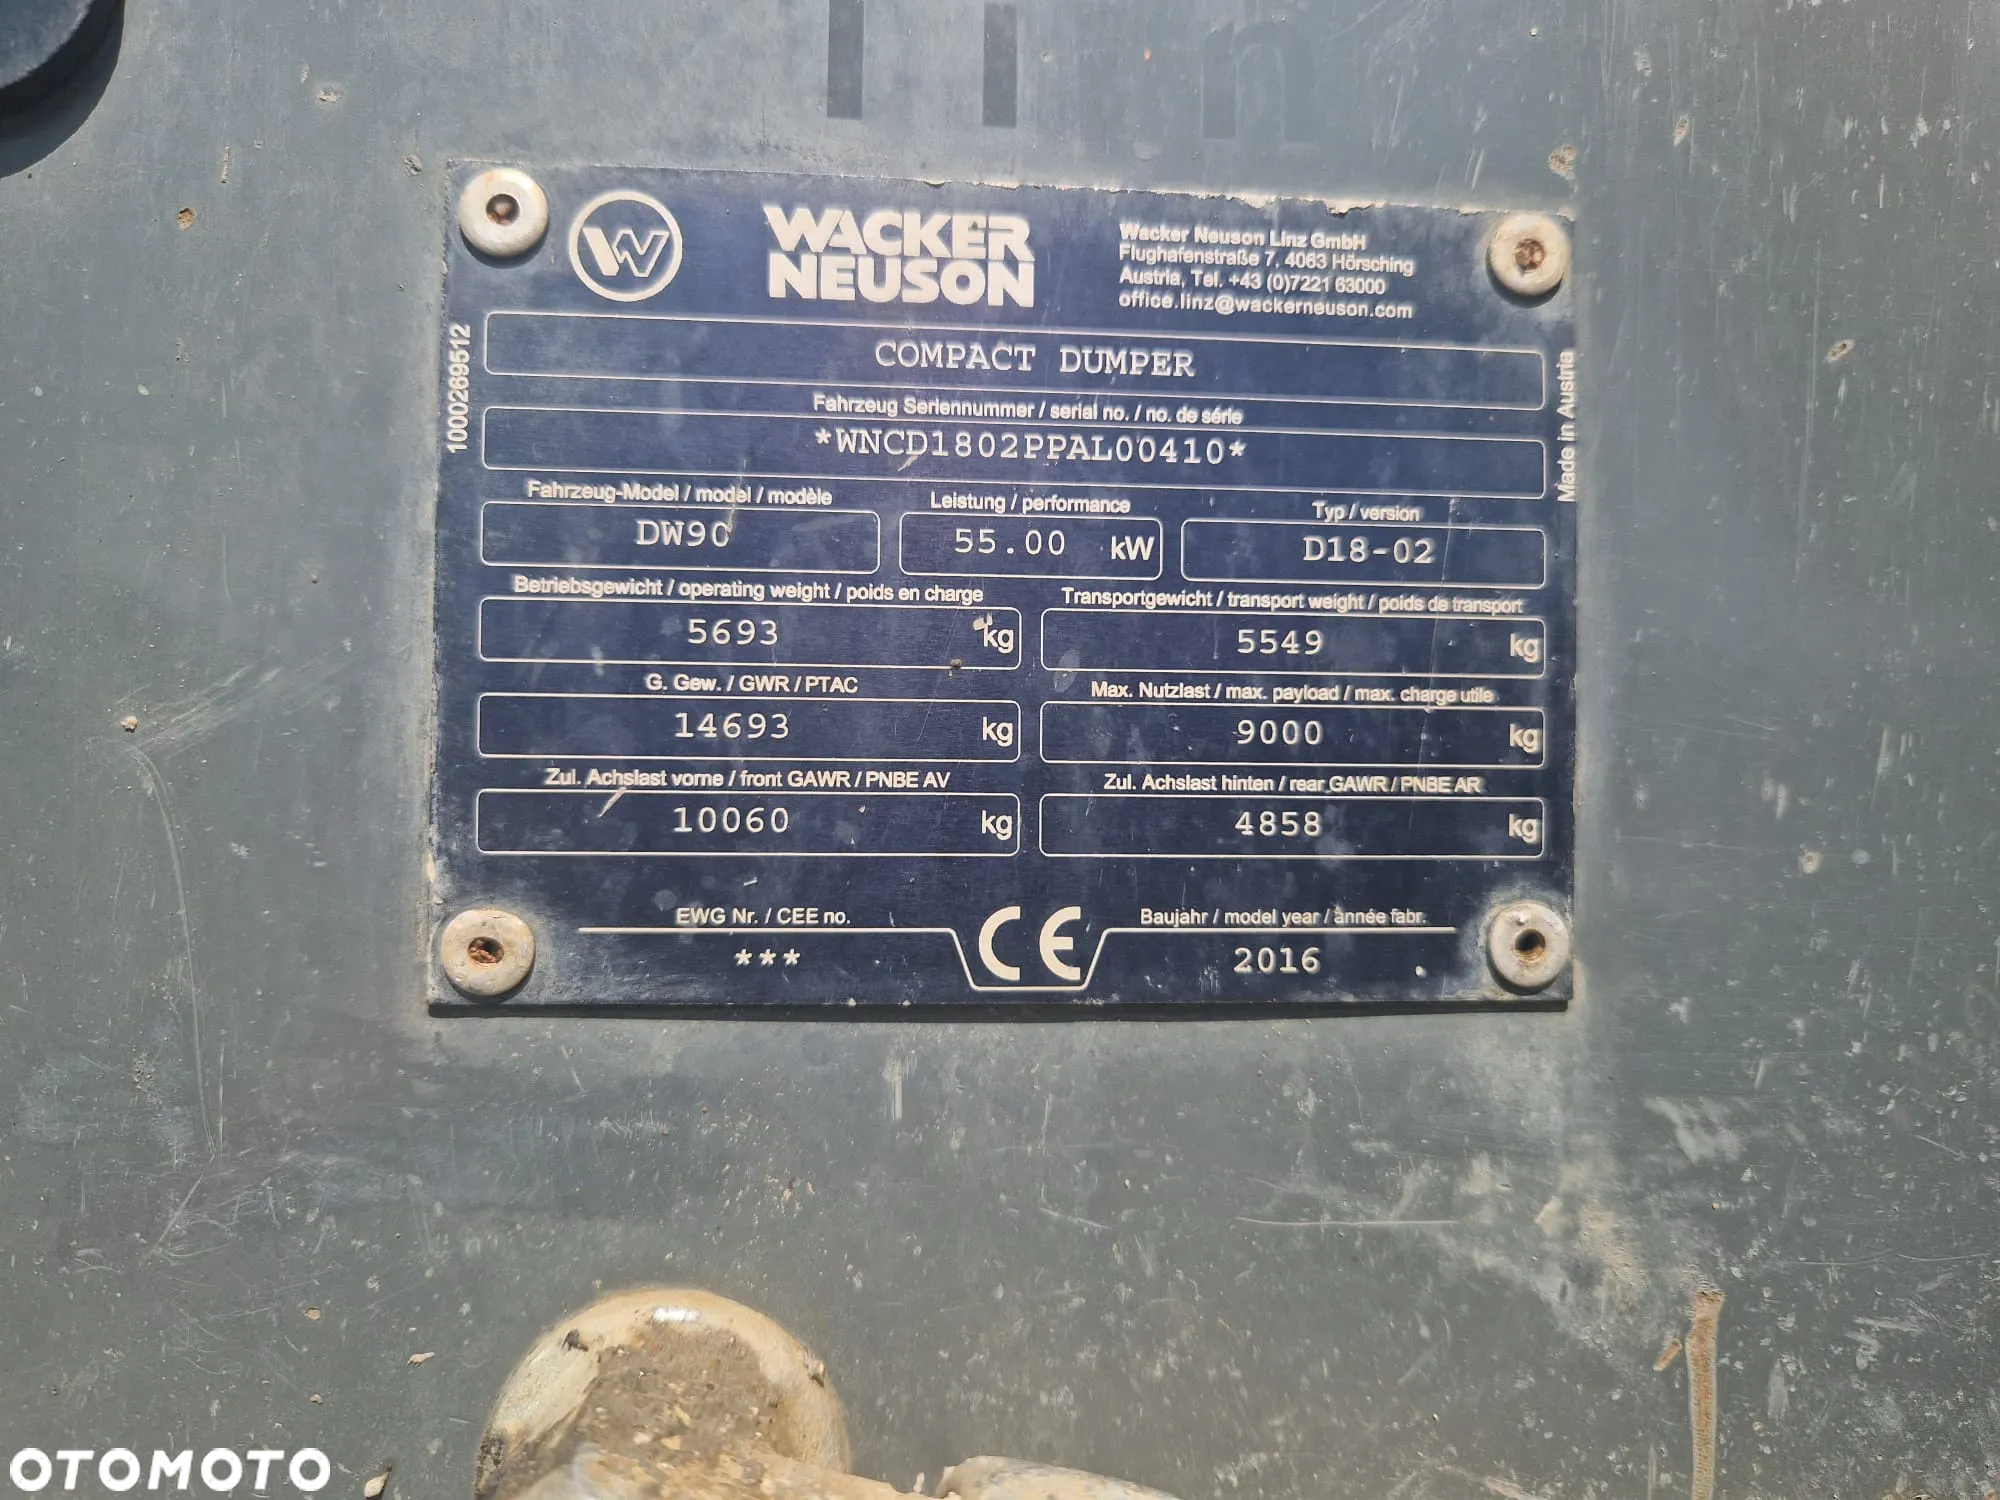 WACKER
NEUSON
Wacker Neuson Linz GmbH
Flughafenstraße 7, 4063 Hörsching
Austria, Tel. +43 (0)7221 63000
office.linz@wackerneuson.com
1000269512
Made in Austria
COMPACT DUMPER
Fahrzeug Seriennummer / serial no. / no. de série
*WNCD1802PPAL00410*
Fahrzeug-Model / model / modèle
DW90
Leistung / performance
55.00 kW
Typ / version
D18-02
Betriebsgewicht / operating weight / poids en charge
5693 kg
Transportgewicht / transport weight / poids de transport
5549 kg
G. Gew. / GWR / PTAC
14693 kg
Max. Nutzlast / max. payload / max. charge utile
9000 kg
Zul. Achslast vorne / front GAWR / PNBE AV
10060 kg
Zul. Achslast hinten / rear GAWR / PNBE AR
4858 kg
EWG Nr. / CEE no.
***
CE
Baujahr / model year / année fabr.
2016
OTOMOTO